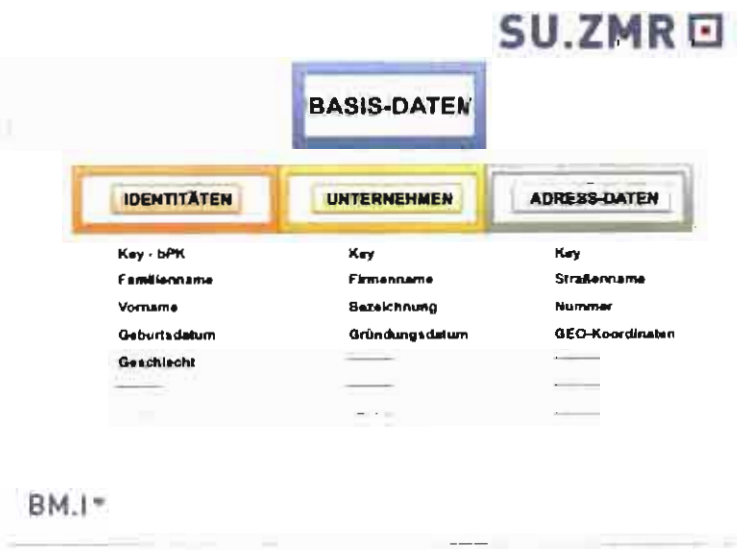 SU.ZMR
BASIS-DATEN
IDENTITÄTEN UNTERNEHMEN ADRESS-DATEN
Key - bPK Key Key
Familienname Firmenname Straßenname
Vorname Bezeichnung Nummer
Geburtsdatum Gründungsdatum GEO-Koordinaten
Geschlecht
BM.I